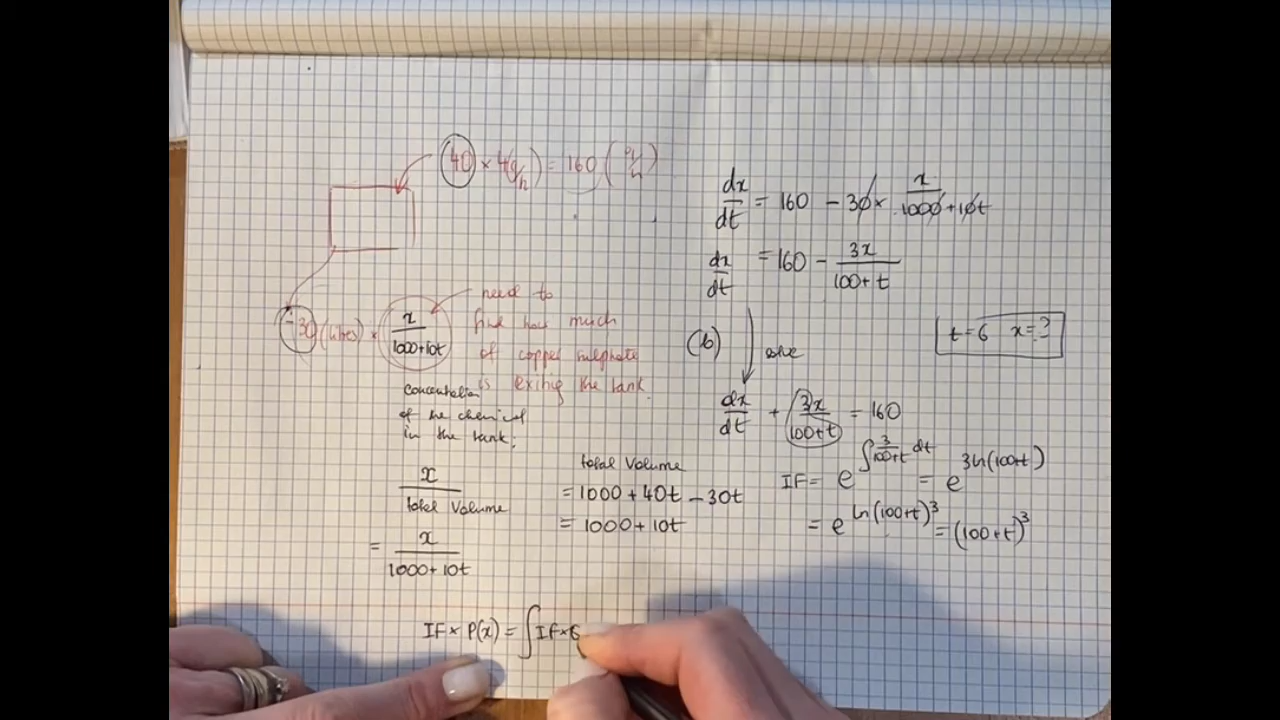 40 × 4(g/h) = 160 (g/h)
-30 (litres) × x/(1000+10t)
need to
find how much
of copper sulphate
is exiting the tank
Concentration
of the chemical
in the tank:
x/total Volume
= x/(1000+10t)
total Volume
= 1000 + 40t - 30t
= 1000 + 10t
dx/dt = 160 - 30 × x/(1000+10t)
dx/dt = 160 - 3x/(100+t)
(b)
t=6 x=?
dx/dt + 3x/(100+t) = 160
IF = e^∫3/(100+t) dt = e^3ln(100+t)
= e^ln(100+t)^3 = (100+t)^3
IF × P(x) = ∫IF×G